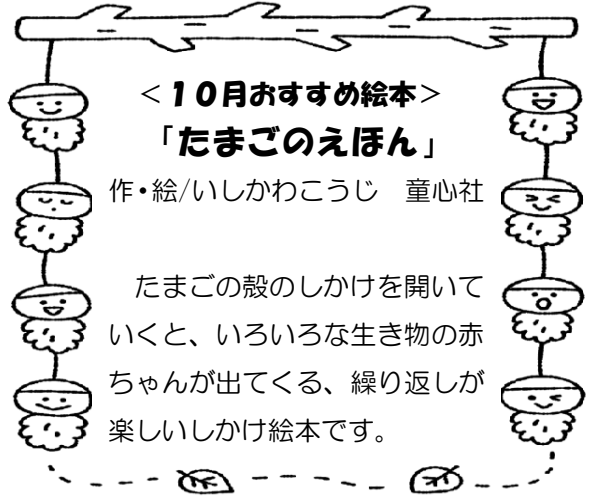 ＜１０月おすすめ絵本＞
「たまごのえほん」
作・絵/いしかわこうじ　童心社
　たまごの殻のしかけを開いて
いくと、いろいろな生き物の赤
ちゃんが出てくる、繰り返しが
楽しいしかけ絵本です。